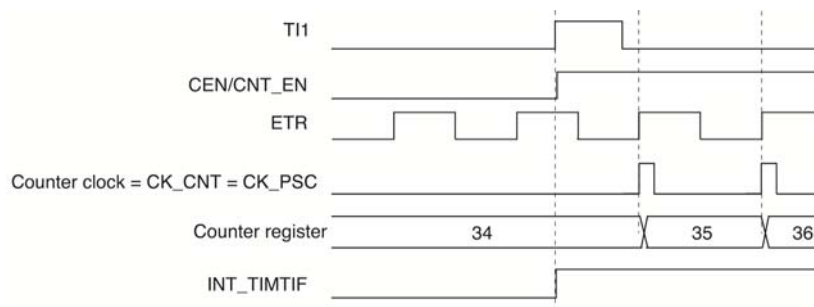 TI1
CEN/CNT_EN
ETR
Counter clock = CK_CNT = CK_PSC
Counter register 34 35 36
INT_TIMTIF